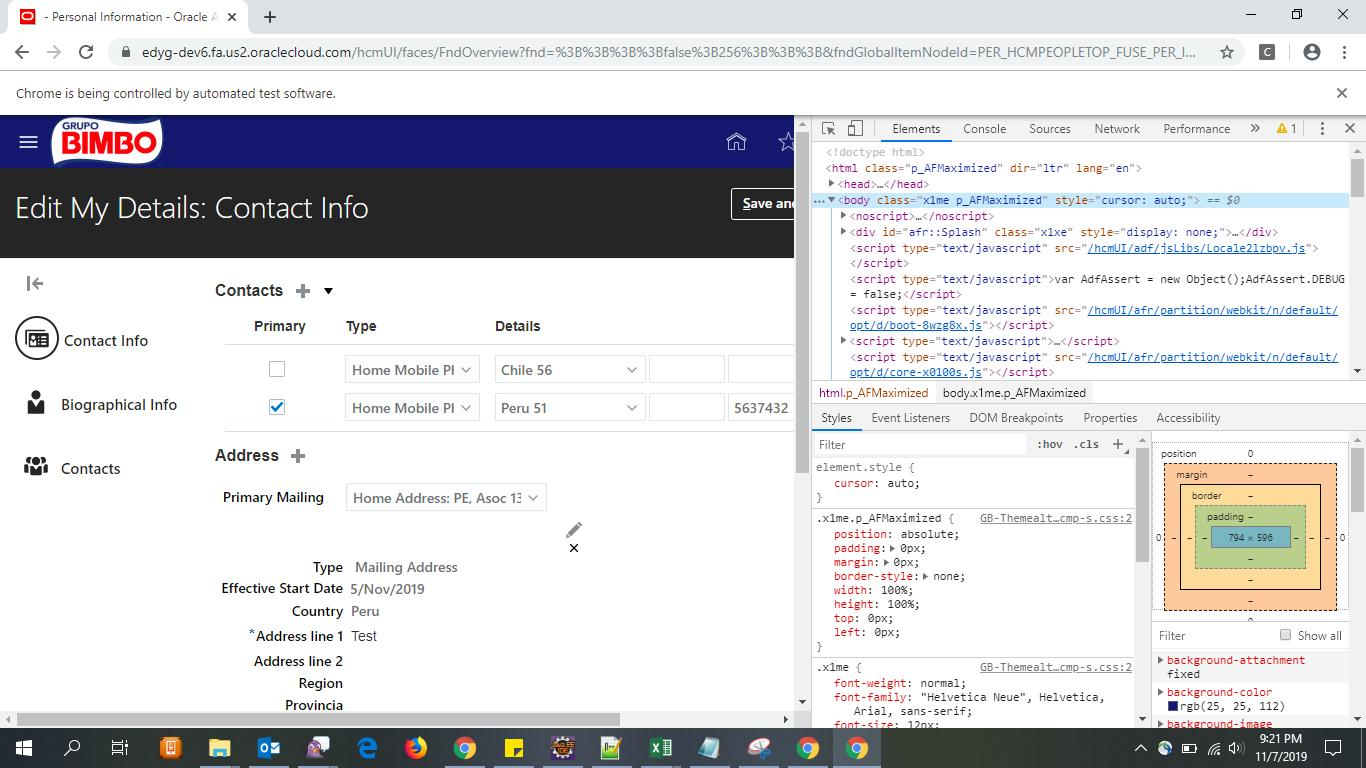 - Personal Information - Oracle A
edyg-dev6.fa.us2.oraclecloud.com/hcmUI/faces/FndOverview?fnd=%3B%3B%3B%3Bfalse%3B256%3B%3B%3B&fndGlobalItemNodeId=PER_HCMPEOPLETOP_FUSE_PER_I...
C
Chrome is being controlled by automated test software.
GRUPO
BIMBO
Edit My Details: Contact Info
Save and
Contact Info
Biographical Info
Contacts
Contacts
Primary Type Details
Home Mobile Pl Chile 56
Home Mobile Pl Peru 51 5637432
Address
Primary Mailing Home Address: PE, Asoc 13
Type Mailing Address
Effective Start Date 5/Nov/2019
Country Peru
*Address line 1 Test
Address line 2
Region
Provincia
Elements Console Sources Network Performance » 1
<!doctype html>
<html class="p_AFMaximized" dir="ltr" lang="en">
<head>…</head>
…<body class="x1me p_AFMaximized" style="cursor: auto;"> == $0
<noscript>…</noscript>
<div id="afr::Splash" class="x1xe" style="display: none;">…</div>
<script type="text/javascript" src="/hcmUI/adf/jsLibs/Locale2lzbpv.js">
</script>
<script type="text/javascript">var AdfAssert = new Object();AdfAssert.DEBUG
= false;</script>
<script type="text/javascript" src="/hcmUI/afr/partition/webkit/n/default/
opt/d/boot-8wzg8x.js"></script>
<script type="text/javascript">…</script>
<script type="text/javascript" src="/hcmUI/afr/partition/webkit/n/default/
opt/d/core-x0100s.js"></script>
html.p_AFMaximized body.x1me.p_AFMaximized
Styles Event Listeners DOM Breakpoints Properties Accessibility
Filter :hov .cls +
element.style {
cursor: auto;
}
.x1me.p_AFMaximized { GB-Themealt…cmp-s.css:2
position: absolute;
padding: 0px;
margin: 0px;
border-style: none;
width: 100%;
height: 100%;
top: 0px;
left: 0px;
}
.x1me { GB-Themealt…cmp-s.css:2
font-weight: normal;
font-family: "Helvetica Neue", Helvetica,
Arial, sans-serif;
font-size: 12px;
position 0
margin –
border –
padding –
0 – – – 794 × 596 – – – 0
–
–
–
Filter Show all
background-attachment
fixed
background-color
rgb(25, 25, 112)
background-image
9:21 PM
11/7/2019